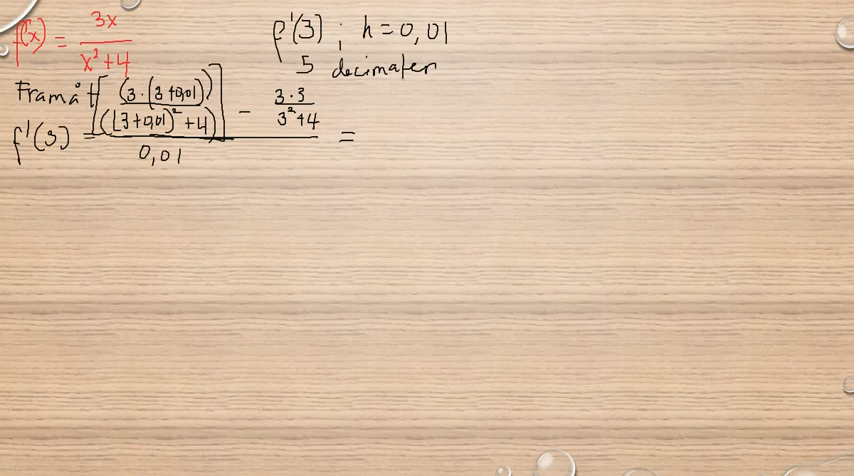 f(x) = 3x / x²+4
f'(3) ; h = 0,01
5 decimaler
Framåt
f'(3) = [(3·(3+0,01)) / ((3+0,01)²+4)] − 3·3 / 3²+4 =
0,01